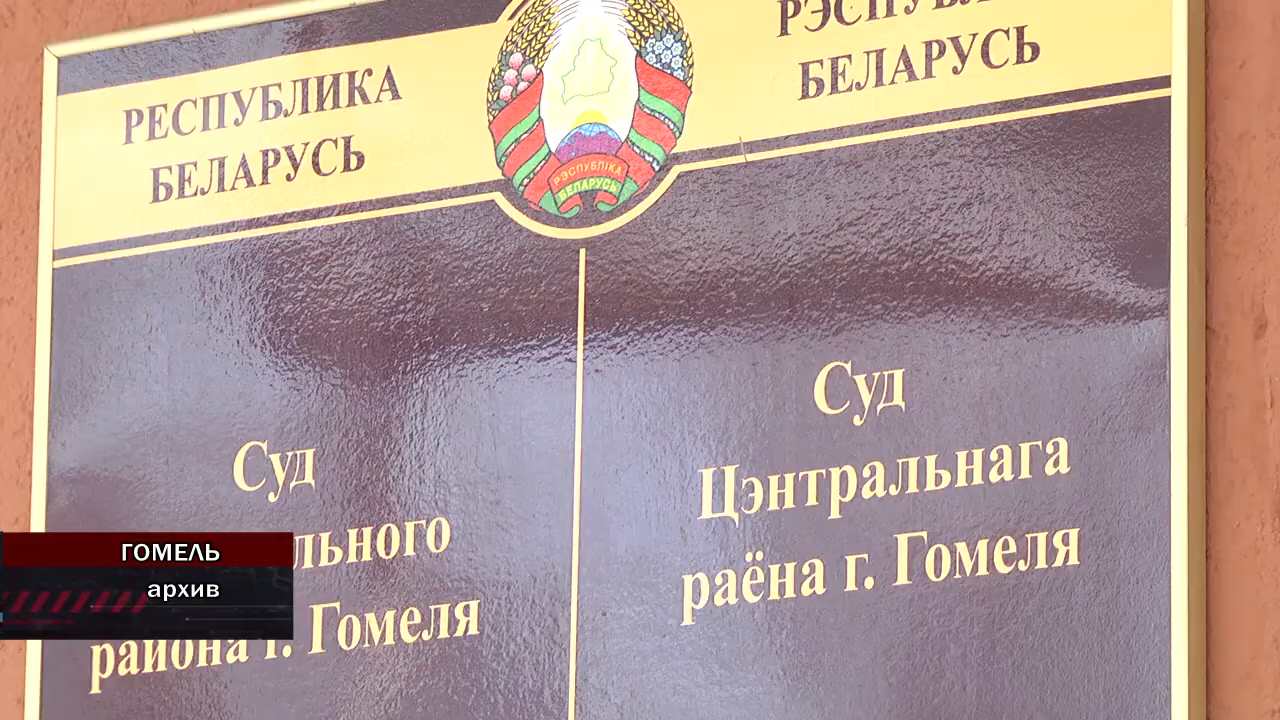 РЕСПУБЛИКА
БЕЛАРУСЬ
РЭСПУБЛІКА
БЕЛАРУСЬ
РЭСПУБЛІКА
БЕЛАРУСЬ
Суд
льного
района г. Гомеля
Суд
Цэнтральнага
раёна г. Гомеля
ГОМЕЛЬ
архив